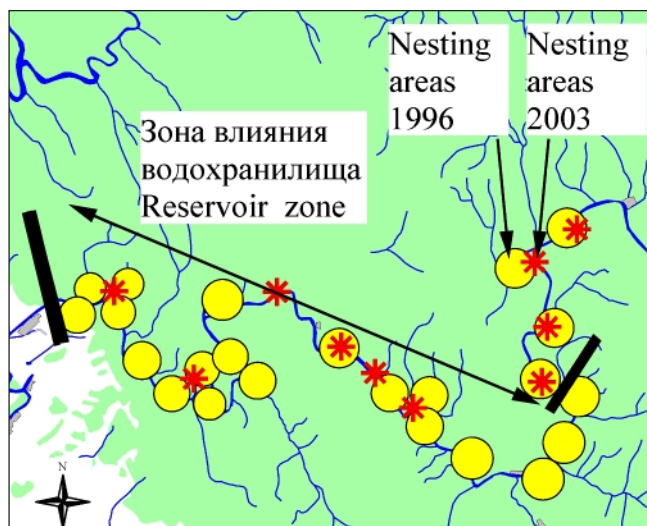 Nesting
areas
1996
Nesting
areas
2003
Зона влияния
водохранилища
Reservoir zone
N